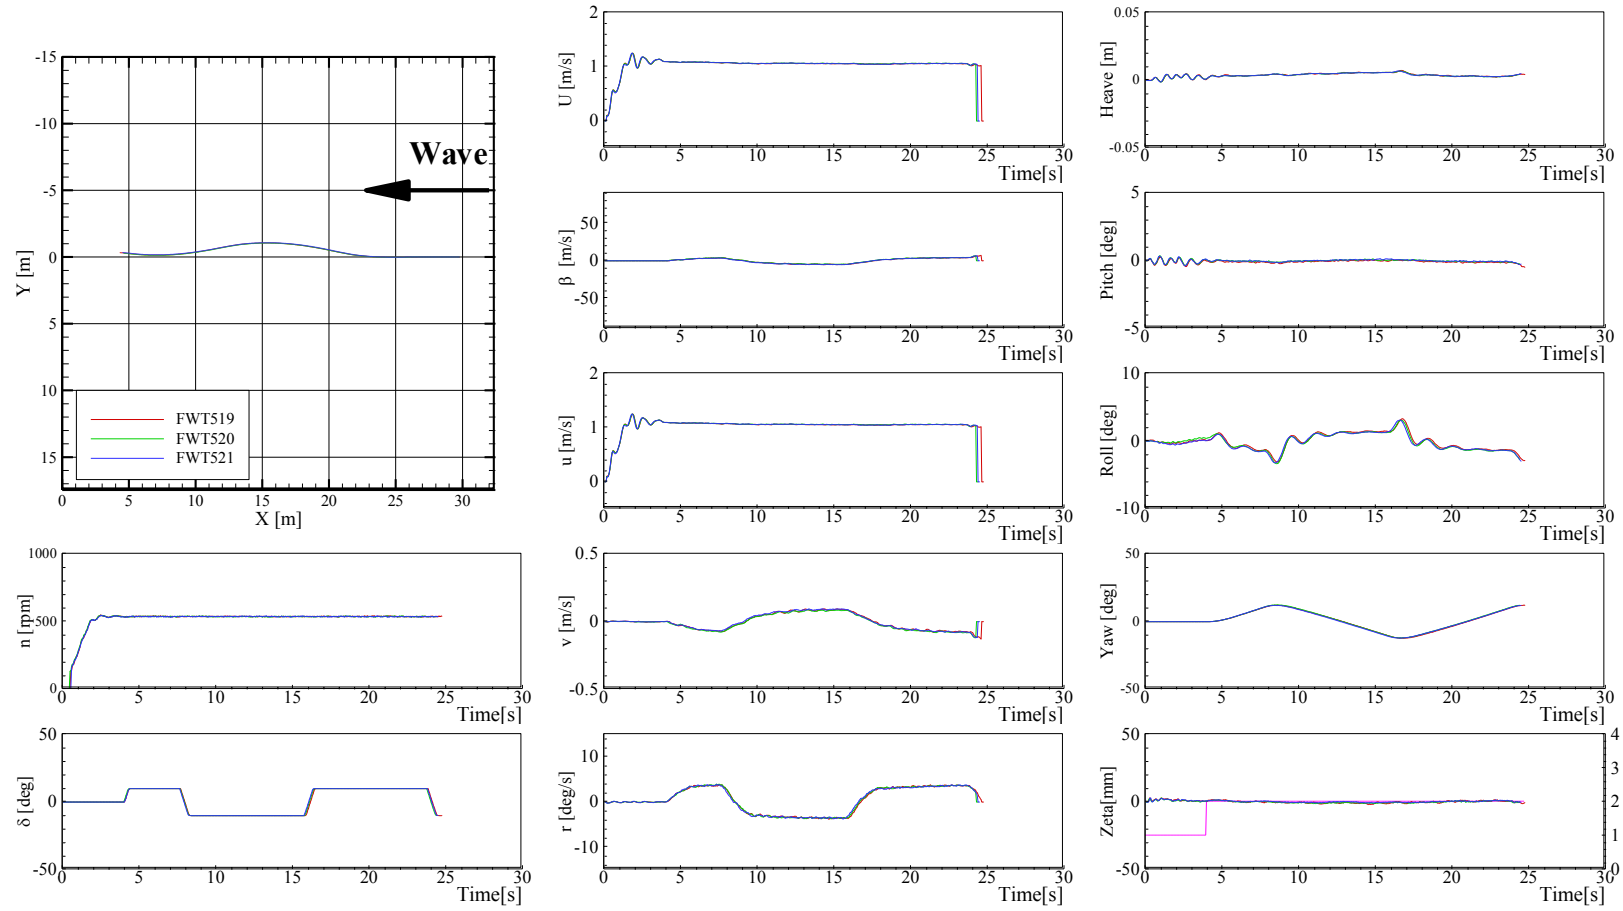 -15
-10
-5
0
5
10
15
Y [m]
Wave
FWT519
FWT520
FWT521
0 5 10 15 20 25 30
X [m]
1000
500
0
n [rpm]
0 5 10 15 20 25 30
Time[s]
50
0
-50
δ [deg]
0 5 10 15 20 25 30
Time[s]
2
1
0
U [m/s]
0 5 10 15 20 25 30
Time[s]
50
0
-50
β [m/s]
0 5 10 15 20 25 30
Time[s]
2
1
0
u [m/s]
0 5 10 15 20 25 30
Time[s]
0.5
0
-0.5
v [m/s]
0 5 10 15 20 25 30
Time[s]
10
0
-10
r [deg/s]
0 5 10 15 20 25 30
Time[s]
0.05
0
-0.05
Heave [m]
0 5 10 15 20 25 30
Time[s]
5
0
-5
Pitch [deg]
0 5 10 15 20 25 30
Time[s]
10
0
-10
Roll [deg]
0 5 10 15 20 25 30
Time[s]
50
0
-50
Yaw [deg]
0 5 10 15 20 25 30
Time[s]
50
0
-50
Zeta[mm]
4
3
2
1
0
0 5 10 15 20 25 30
Time[s]